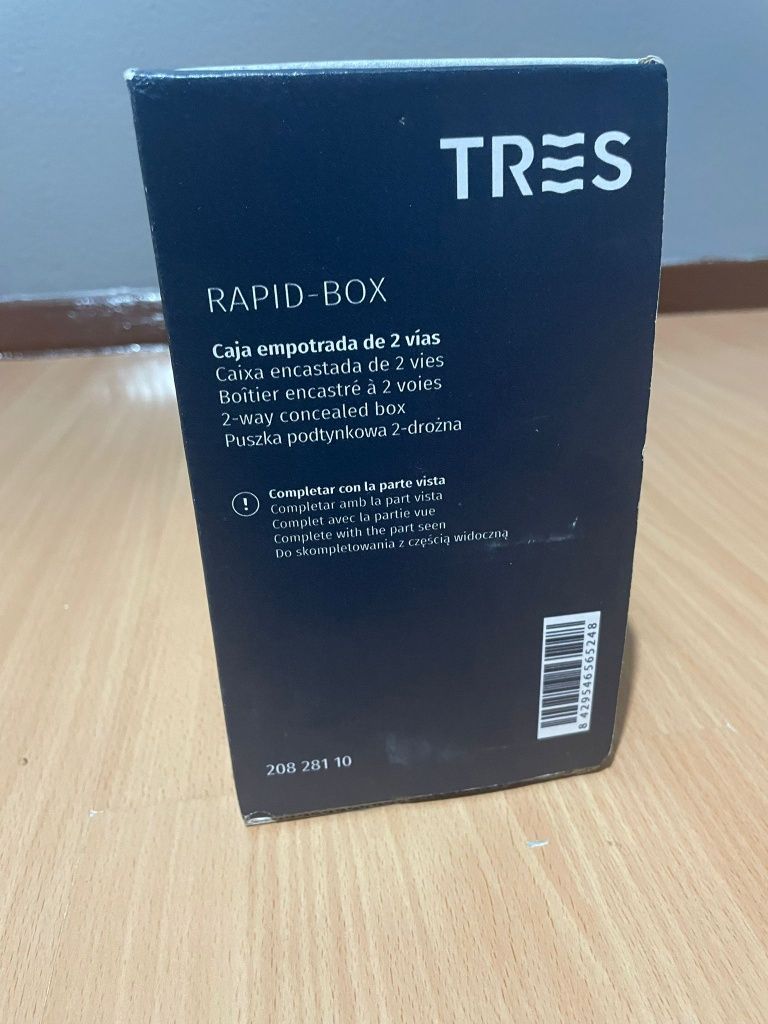 TRES
RAPID-BOX
Caja empotrada de 2 vías
Caixa encastada de 2 vies
Boîtier encastré à 2 voies
2-way concealed box
Puszka podtynkowa 2-drożna
!
Completar con la parte vista
Completar amb la part vista
Complet avec la partie vue
Complete with the part seen
Do skompletowania z częścią widoczną
8 429546565248
208 281 10